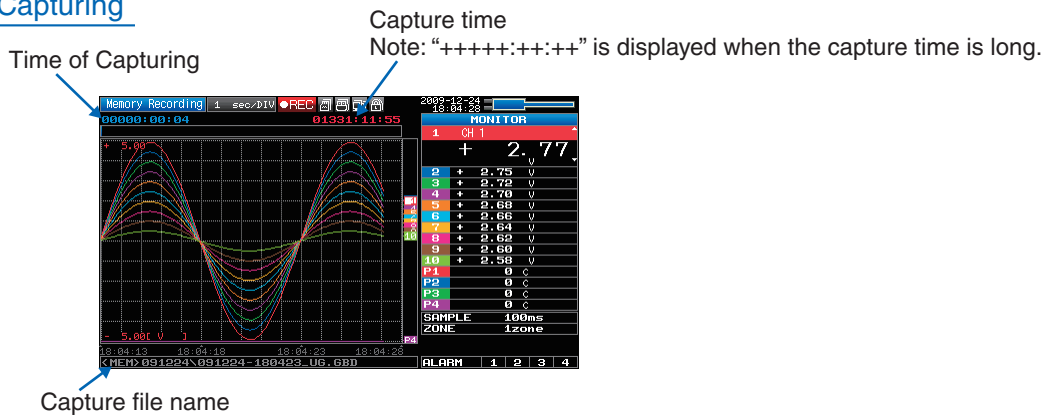 Capturing
Capture time
Note: “+++++:++:++” is displayed when the capture time is long.
Time of Capturing
Memory Recording 1 sec/DIV ●REC
2009-12-24
18:04:28
00000:00:04 01331:11:55
MONITOR
1 CH 1
+ 2.77 V
+ 5.00
2 + 2.75 V
3 + 2.72 V
4 + 2.70 V
5 + 2.68 V
6 + 2.66 V
7 + 2.64 V
8 + 2.62 V
9 + 2.60 V
10 + 2.58 V
10
P1 0 C
P2 0 C
P3 0 C
P4 0 C
SAMPLE 100ms
ZONE 1zone
- 5.00[ V ]
P4
18:04:13 18:04:18 18:04:23 18:04:28
<MEM>091224\091224-180423_UG.GBD
ALARM 1 2 3 4
Capture file name